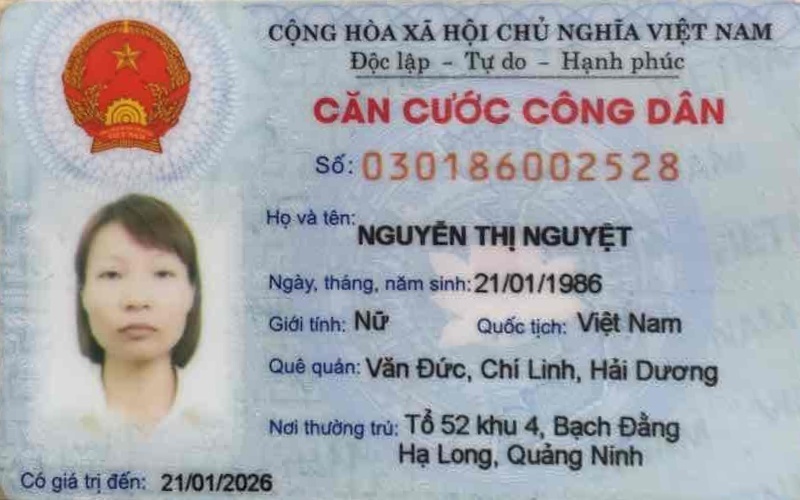 CỘNG HÒA XÃ HỘI CHỦ NGHĨA VIỆT NAM
Độc lập - Tự do - Hạnh phúc
CĂN CƯỚC CÔNG DÂN
Số: 030186002528
Họ và tên: NGUYỄN THỊ NGUYỆT
Ngày, tháng, năm sinh: 21/01/1986
Giới tính: Nữ Quốc tịch: Việt Nam
Quê quán: Văn Đức, Chí Linh, Hải Dương
Nơi thường trú: Tổ 52 khu 4, Bạch Đằng
Hạ Long, Quảng Ninh
Có giá trị đến: 21/01/2026